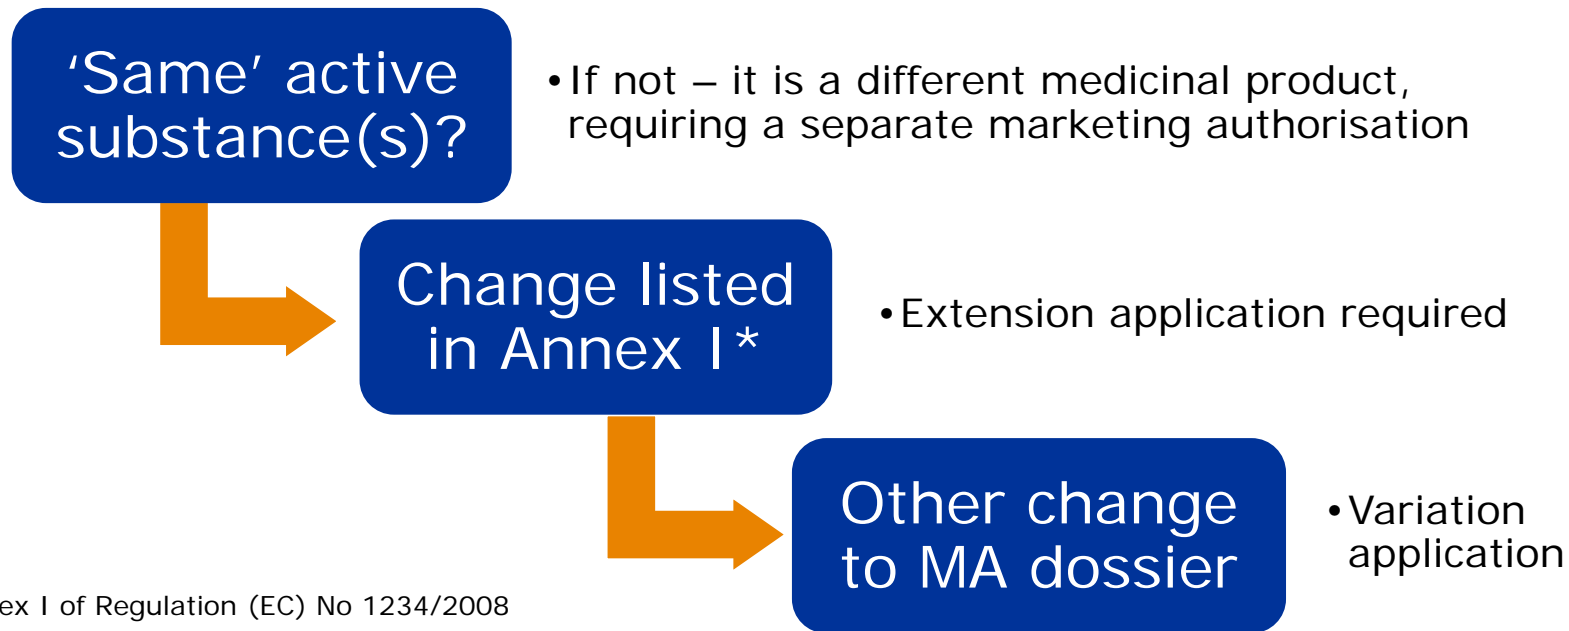 ‘Same’ active
substance(s)?
• If not – it is a different medicinal product,
requiring a separate marketing authorisation
Change listed
in Annex I*
• Extension application required
Other change
to MA dossier
• Variation
application
I of Regulation (EC) No 1234/2008